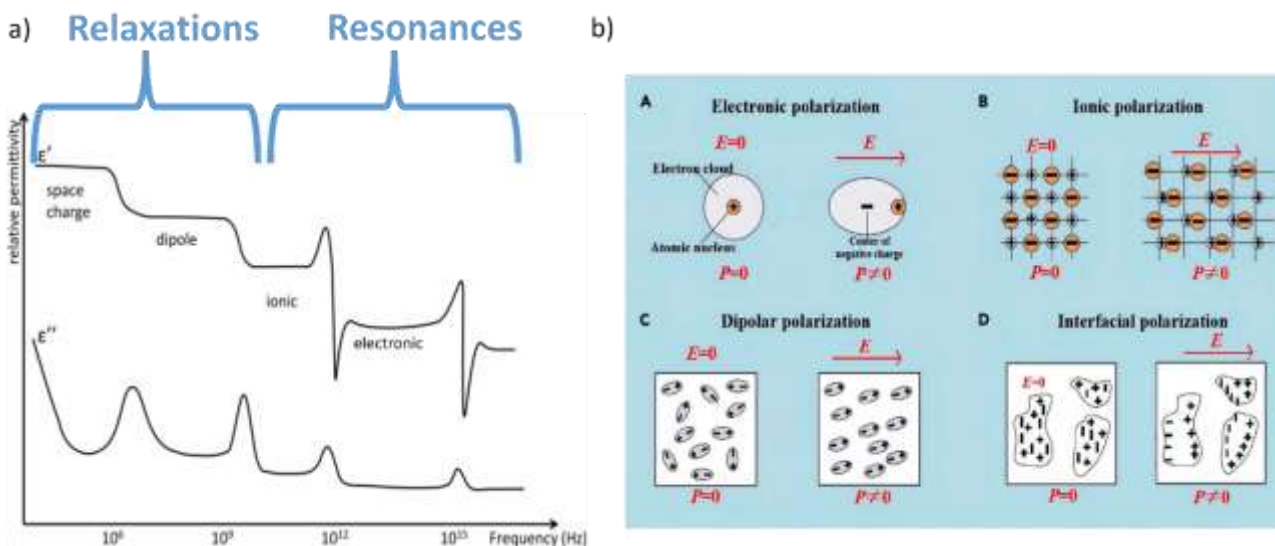 a)
Relaxations
Resonances
relative permittivity
ε′
space
charge
dipole
ionic
electronic
ε′′
10⁶
10⁹
10¹²
10¹⁵
Frequency (Hz)
b)
A
Electronic polarization
E=0
E
Electron cloud
Atomic nucleus
Center of
negative charge
P=0
P≠0
B
Ionic polarization
E=0
E
P=0
P≠0
C
Dipolar polarization
E=0
E
P=0
P≠0
D
Interfacial polarization
E=0
E
P=0
P≠0